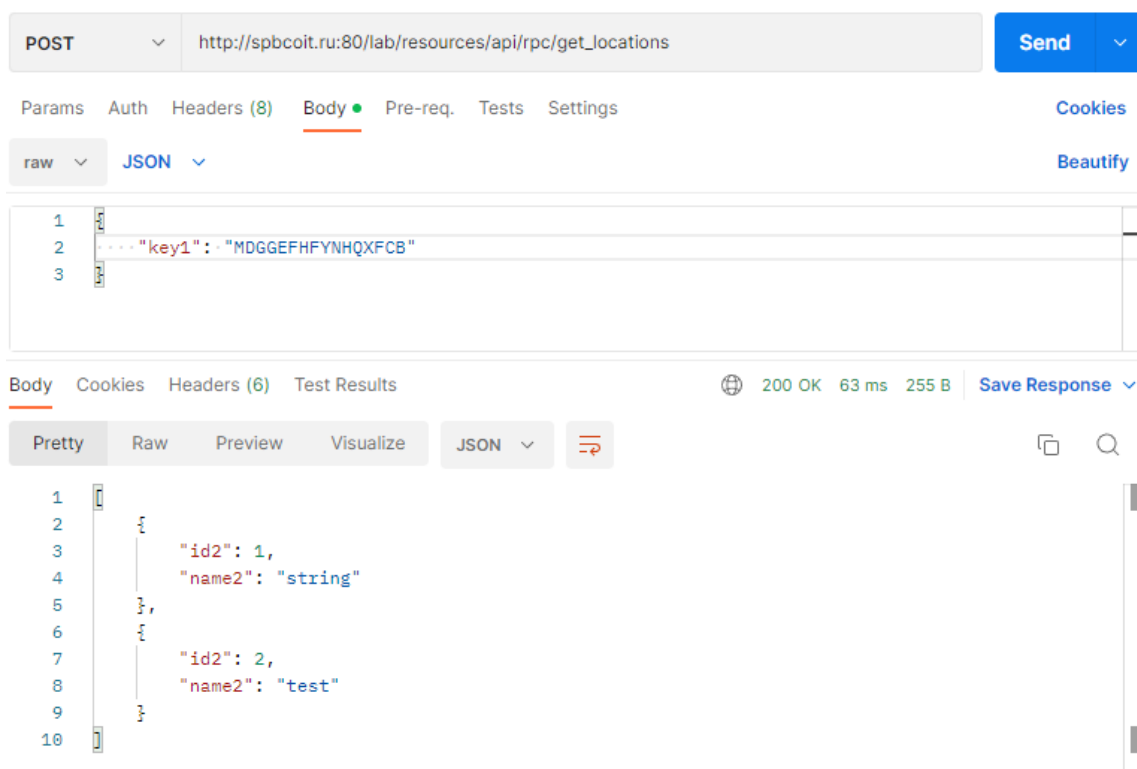 POST http://spbcoit.ru:80/lab/resources/api/rpc/get_locations Send
Params Auth Headers (8) Body Pre-req. Tests Settings Cookies
raw JSON Beautify
1 {
2 "key1": "MDGGEFHFYNHQXFCB"
3 }
Body Cookies Headers (6) Test Results 200 OK 63 ms 255 B Save Response
Pretty Raw Preview Visualize JSON
1 [
2 {
3 "id2": 1,
4 "name2": "string"
5 },
6 {
7 "id2": 2,
8 "name2": "test"
9 }
10 ]